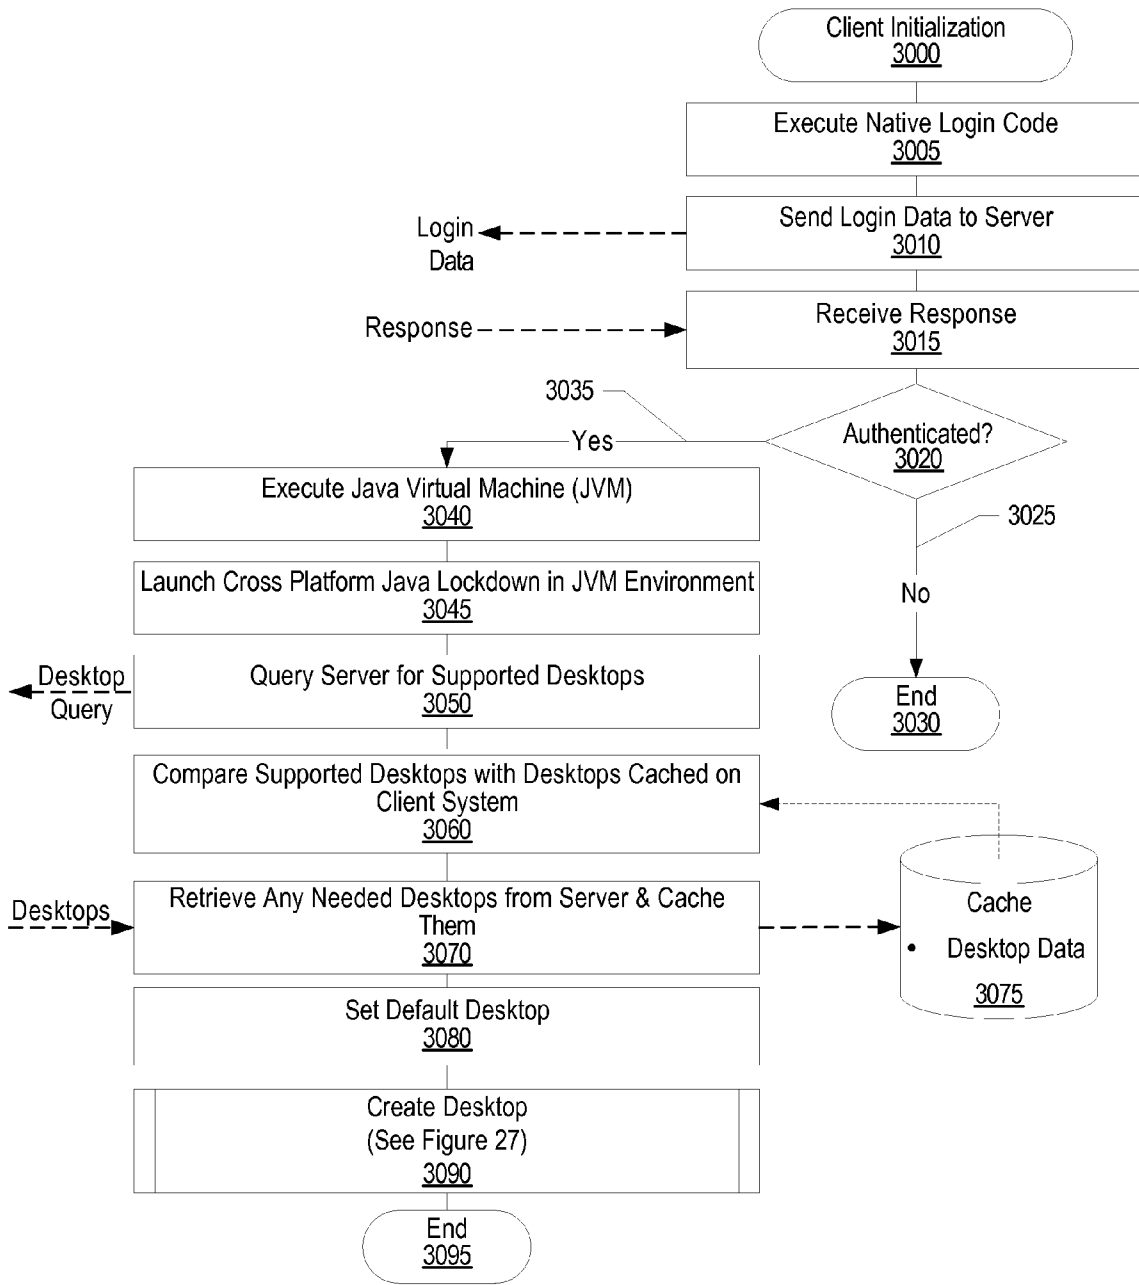 Client Initialization
3000
Execute Native Login Code
3005
Send Login Data to Server
3010
Login
Data
Receive Response
3015
Response
3035
Yes
Authenticated?
3020
3025
No
End
3030
Execute Java Virtual Machine (JVM)
3040
Launch Cross Platform Java Lockdown in JVM Environment
3045
Query Server for Supported Desktops
3050
Desktop
Query
Compare Supported Desktops with Desktops Cached on
Client System
3060
Retrieve Any Needed Desktops from Server & Cache
Them
3070
Desktops
Cache
• Desktop Data
3075
Set Default Desktop
3080
Create Desktop
(See Figure 27)
3090
End
3095